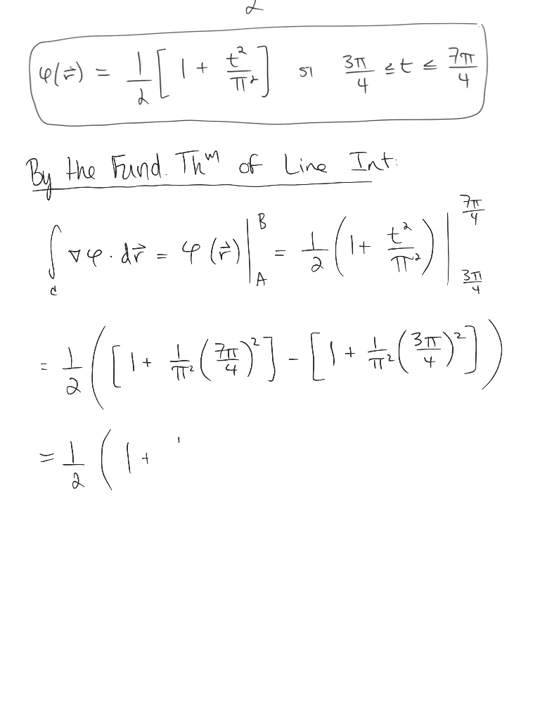 2
φ(r⃗) = 1/2 [ 1 + t²/π² ] si 3π/4 ≤ t ≤ 7π/4
By the Fund. Thᵐ of Line Int:
∫_C ∇φ · dr⃗ = φ(r⃗) |_A^B = 1/2 ( 1 + t²/π² ) |_{3π/4}^{7π/4}
= 1/2 ( [ 1 + 1/π² ( 7π/4 )² ] − [ 1 + 1/π² ( 3π/4 )² ] )
= 1/2 ( 1 +